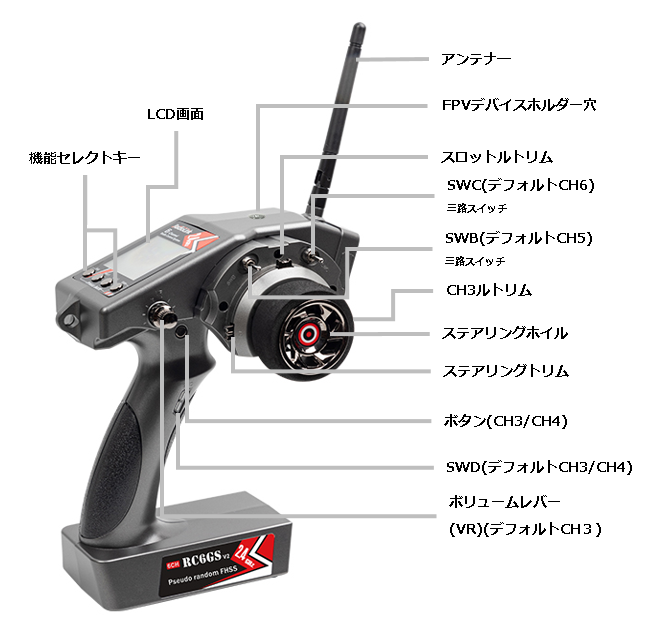 アンテナー
FPVデバイスホルダー穴
LCD画面
機能セレクトキー
スロットルトリム
SWC(デフォルトCH6)
三路スイッチ
SWB(デフォルトCH5)
三路スイッチ
CH3ルトリム
ステアリングホイル
ステアリングトリム
ボタン(CH3/CH4)
SWD(デフォルトCH3/CH4)
ボリュームレバー
(VR)(デフォルトCH３)
6CH RC6GS V2
2.4
Pseudo random FHSS